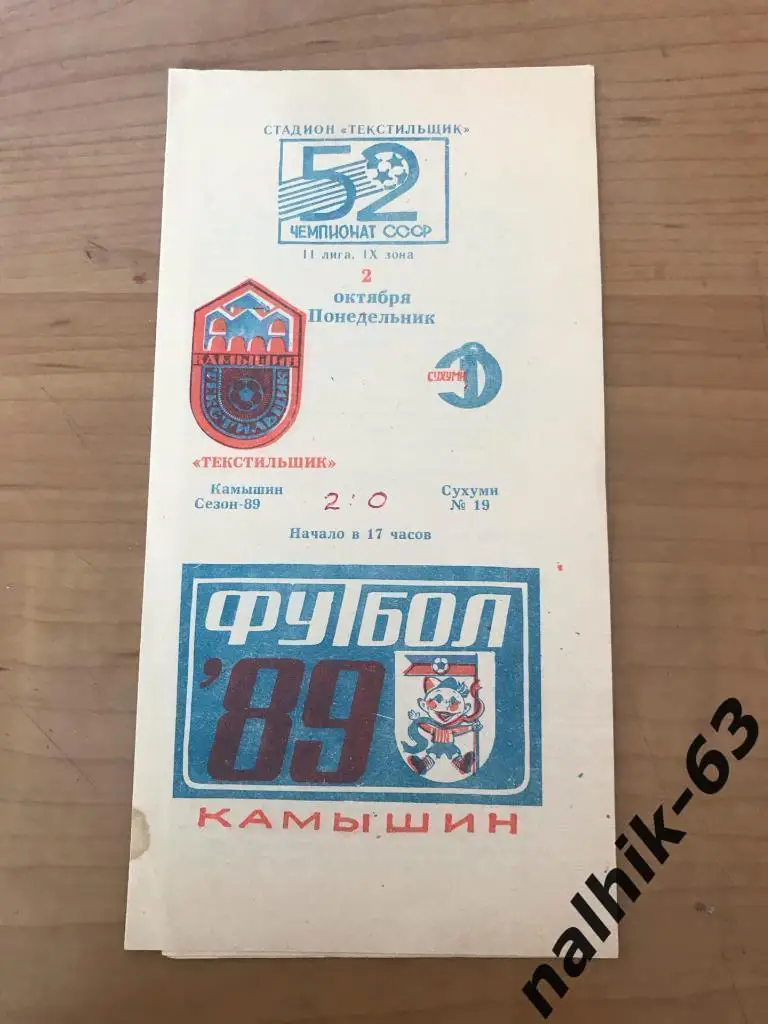 СТАДИОН «ТЕКСТИЛЬЩИК»
52
ЧЕМПИОНАТ СССР
11 лига, IX зона
2
октября
Понедельник
КАМЫШИН
ТЕКСТИЛЬЩИК
СУХУМИ
«ТЕКСТИЛЬЩИК»
Камышин 2:0 Сухуми
Сезон-89 № 19
Начало в 17 часов
ФУТБОЛ
'89
КАМЫШИН
nalhik-63